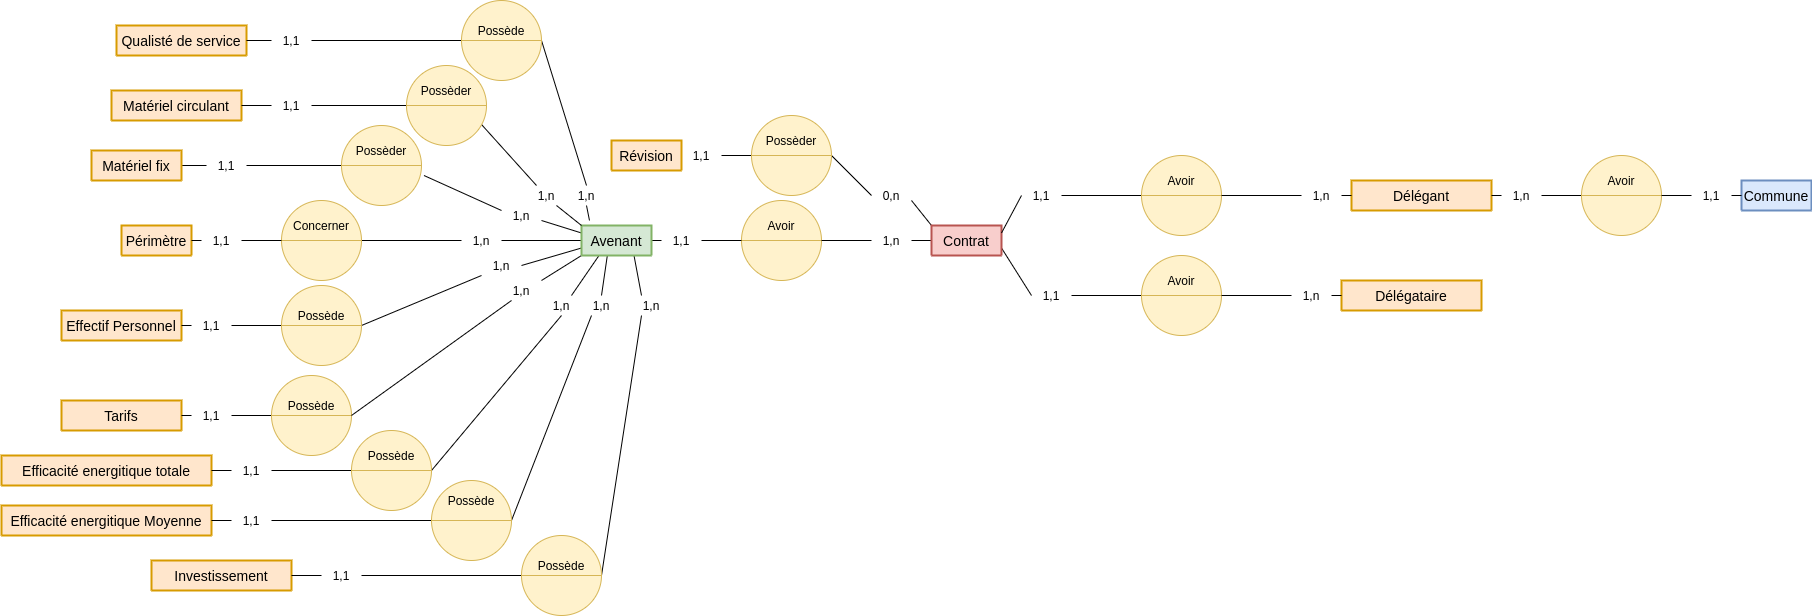 Qualisté de service 1,1 Possède
Matériel circulant 1,1 Possèder
Matériel fix 1,1 Possèder
1,n 1,n
1,n
Périmètre 1,1 Concerner 1,n Avenant 1,1 Avoir 1,n Contrat
Révision 1,1 Possèder 0,n
1,1 Avoir 1,n Délégant 1,n Avoir 1,1 Commune
1,1 Avoir 1,n Délégataire
1,n
1,n
1,n 1,n 1,n
Effectif Personnel 1,1 Possède
Tarifs 1,1 Possède
Efficacité energitique totale 1,1 Possède
Efficacité energitique Moyenne 1,1 Possède
Investissement 1,1 Possède